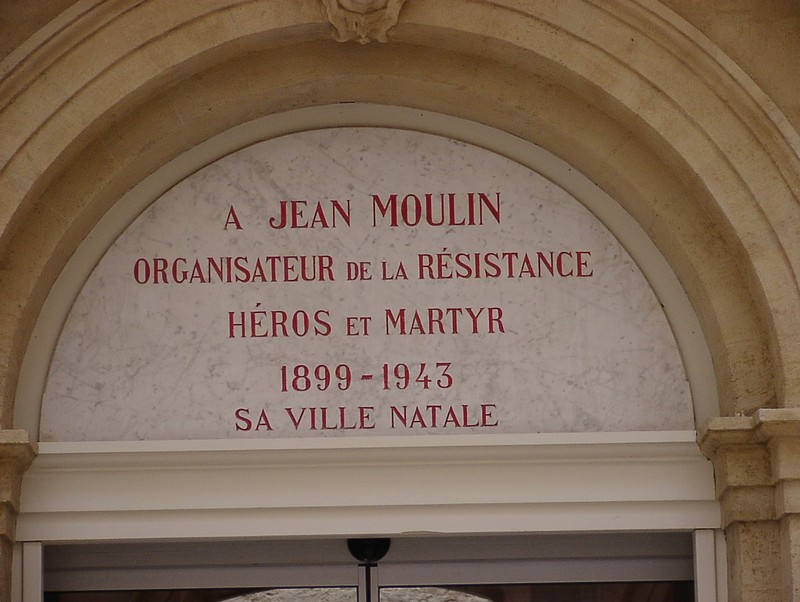 A JEAN MOULIN
ORGANISATEUR DE LA RÉSISTANCE
HÉROS ET MARTYR
1899-1943
SA VILLE NATALE